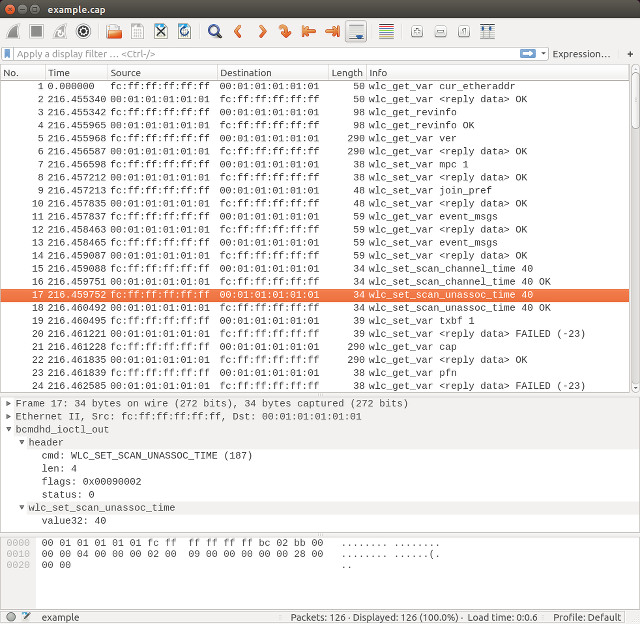 example.cap
Apply a display filter ... <Ctrl-/>
Expression...
+
No. Time Source Destination Length Info
1 0.000000 fc:ff:ff:ff:ff:ff 00:01:01:01:01:01 50 wlc_get_var cur_etheraddr
2 216.455340 00:01:01:01:01:01 fc:ff:ff:ff:ff:ff 50 wlc_get_var <reply data> OK
3 216.455342 fc:ff:ff:ff:ff:ff 00:01:01:01:01:01 98 wlc_get_revinfo
4 216.455965 00:01:01:01:01:01 fc:ff:ff:ff:ff:ff 98 wlc_get_revinfo OK
5 216.455968 fc:ff:ff:ff:ff:ff 00:01:01:01:01:01 290 wlc_get_var ver
6 216.456587 00:01:01:01:01:01 fc:ff:ff:ff:ff:ff 290 wlc_get_var <reply data> OK
7 216.456598 fc:ff:ff:ff:ff:ff 00:01:01:01:01:01 38 wlc_set_var mpc 1
8 216.457212 00:01:01:01:01:01 fc:ff:ff:ff:ff:ff 38 wlc_set_var <reply data> OK
9 216.457213 fc:ff:ff:ff:ff:ff 00:01:01:01:01:01 48 wlc_set_var join_pref
10 216.457835 00:01:01:01:01:01 fc:ff:ff:ff:ff:ff 48 wlc_set_var <reply data> OK
11 216.457837 fc:ff:ff:ff:ff:ff 00:01:01:01:01:01 59 wlc_get_var event_msgs
12 216.458463 00:01:01:01:01:01 fc:ff:ff:ff:ff:ff 59 wlc_get_var <reply data> OK
13 216.458465 fc:ff:ff:ff:ff:ff 00:01:01:01:01:01 59 wlc_set_var event_msgs
14 216.459087 00:01:01:01:01:01 fc:ff:ff:ff:ff:ff 59 wlc_set_var <reply data> OK
15 216.459088 fc:ff:ff:ff:ff:ff 00:01:01:01:01:01 34 wlc_set_scan_channel_time 40
16 216.459751 00:01:01:01:01:01 fc:ff:ff:ff:ff:ff 34 wlc_set_scan_channel_time 40 OK
17 216.459752 fc:ff:ff:ff:ff:ff 00:01:01:01:01:01 34 wlc_set_scan_unassoc_time 40
18 216.460492 00:01:01:01:01:01 fc:ff:ff:ff:ff:ff 34 wlc_set_scan_unassoc_time 40 OK
19 216.460495 fc:ff:ff:ff:ff:ff 00:01:01:01:01:01 39 wlc_set_var txbf 1
20 216.461221 00:01:01:01:01:01 fc:ff:ff:ff:ff:ff 39 wlc_set_var <reply data> FAILED (-23)
21 216.461228 fc:ff:ff:ff:ff:ff 00:01:01:01:01:01 290 wlc_get_var cap
22 216.461835 00:01:01:01:01:01 fc:ff:ff:ff:ff:ff 290 wlc_get_var <reply data> OK
23 216.461839 fc:ff:ff:ff:ff:ff 00:01:01:01:01:01 38 wlc_get_var pfn
24 216.462585 00:01:01:01:01:01 fc:ff:ff:ff:ff:ff 38 wlc_get_var <reply data> FAILED (-23)
Frame 17: 34 bytes on wire (272 bits), 34 bytes captured (272 bits)
Ethernet II, Src: fc:ff:ff:ff:ff:ff, Dst: 00:01:01:01:01:01
bcmdhd_ioctl_out
header
cmd: WLC_SET_SCAN_UNASSOC_TIME (187)
len: 4
flags: 0x00090002
status: 0
wlc_set_scan_unassoc_time
value32: 40
0000 00 01 01 01 01 01 fc ff ff ff ff ff bc 02 bb 00 ........ ........
0010 00 00 04 00 00 00 02 00 09 00 00 00 00 00 28 00 ........ ......(.
0020 00 00 ..
example
Packets: 126 · Displayed: 126 (100.0%) · Load time: 0:0.6
Profile: Default